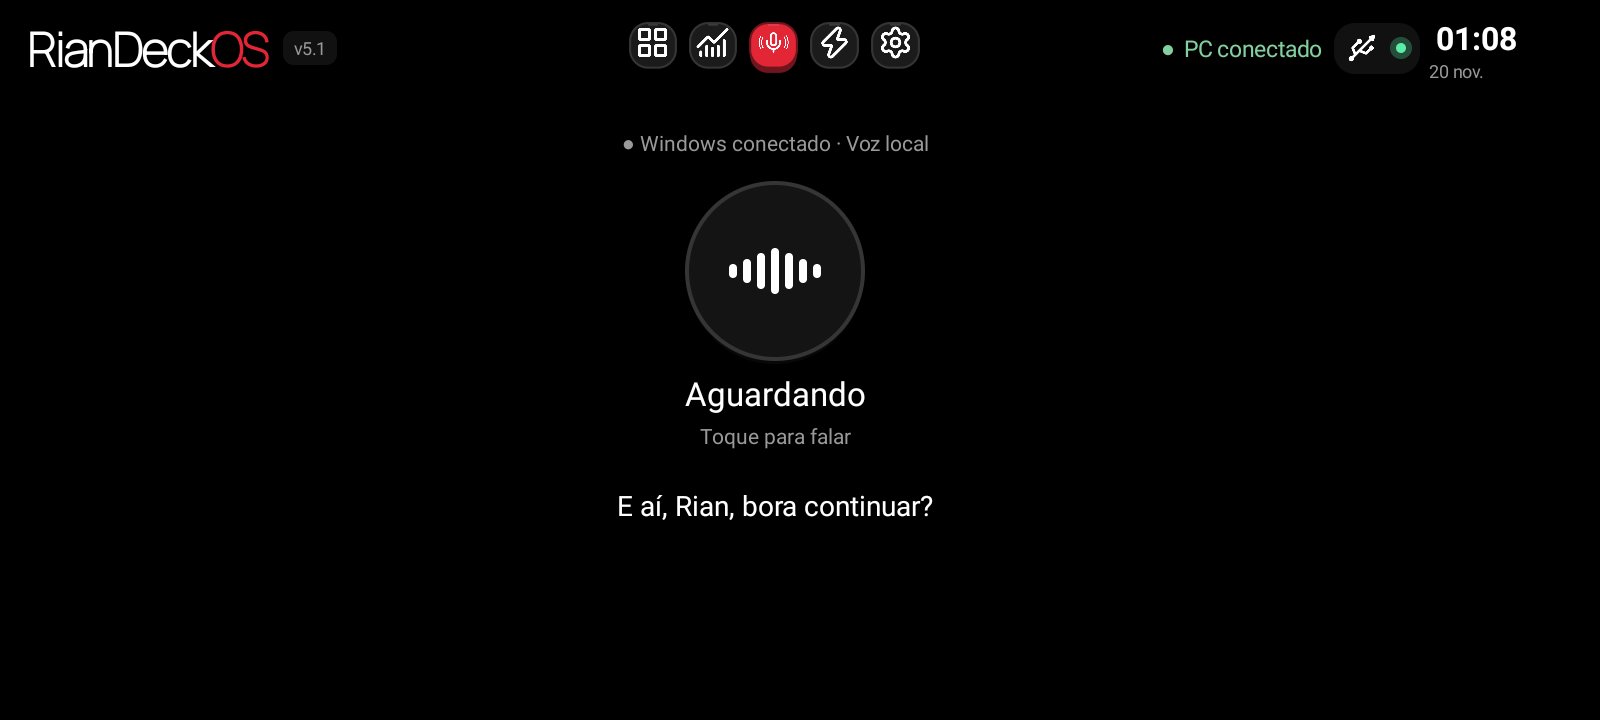 RianDeckOS v5.1
PC conectado
01:08
20 nov.
Windows conectado · Voz local
Aguardando
Toque para falar
E aí, Rian, bora continuar?